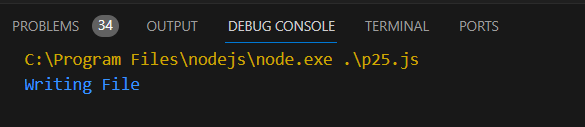 PROBLEMS 34 OUTPUT DEBUG CONSOLE TERMINAL PORTS
C:\Program Files\nodejs\node.exe .\p25.js
Writing File